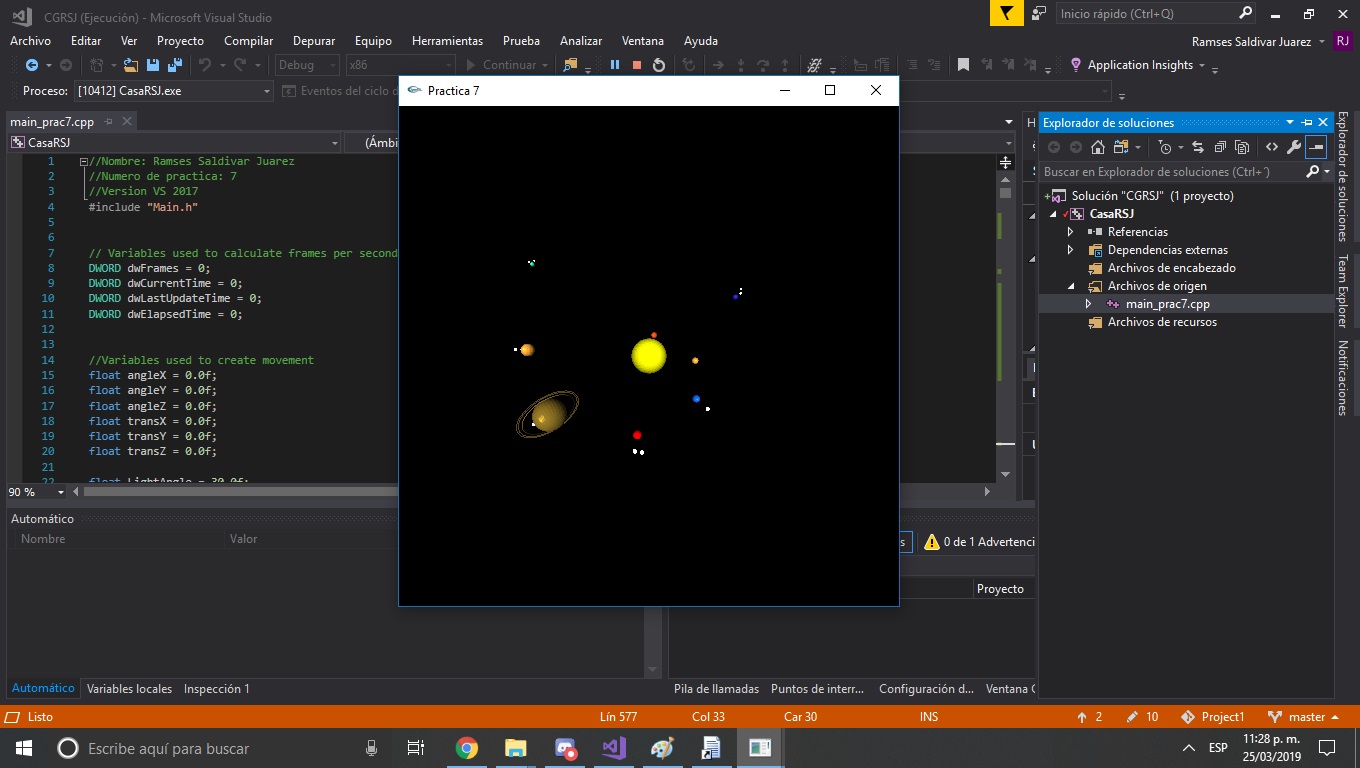 CGRSJ (Ejecución) - Microsoft Visual Studio
Inicio rápido (Ctrl+Q)
Archivo Editar Ver Proyecto Compilar Depurar Equipo Herramientas Prueba Analizar Ventana Ayuda
Ramses Saldivar Juarez RJ
Debug x86 Continuar Application Insights
Proceso: [10412] CasaRSJ.exe Eventos del ciclo d
Practica 7
main_prac7.cpp
CasaRSJ (Ámbi
1 //Nombre: Ramses Saldivar Juarez
2 //Numero de practica: 7
3 //Version VS 2017
4 #include "Main.h"
5
6
7 // Variables used to calculate frames per second
8 DWORD dwFrames = 0;
9 DWORD dwCurrentTime = 0;
10 DWORD dwLastUpdateTime = 0;
11 DWORD dwElapsedTime = 0;
12
13
14 //Variables used to create movement
15 float angleX = 0.0f;
16 float angleY = 0.0f;
17 float angleZ = 0.0f;
18 float transX = 0.0f;
19 float transY = 0.0f;
20 float transZ = 0.0f;
21
22 float LightAngle = 30.0f;
90 %
Automático
Nombre Valor
Automático Variables locales Inspección 1
s 0 de 1 Advertenci
Proyecto
Pila de llamadas Puntos de interr... Configuración d... Ventana C
Explorador de soluciones
Buscar en Explorador de soluciones (Ctrl+´)
Solución "CGRSJ" (1 proyecto)
CasaRSJ
Referencias
Dependencias externas
Archivos de encabezado
Archivos de origen
main_prac7.cpp
Archivos de recursos
Explorador de soluciones
Team Explorer
Notificaciones
Listo Lín 577 Col 33 Car 30 INS 2 10 Project1 master
Escribe aquí para buscar
ESP
11:28 p. m.
25/03/2019